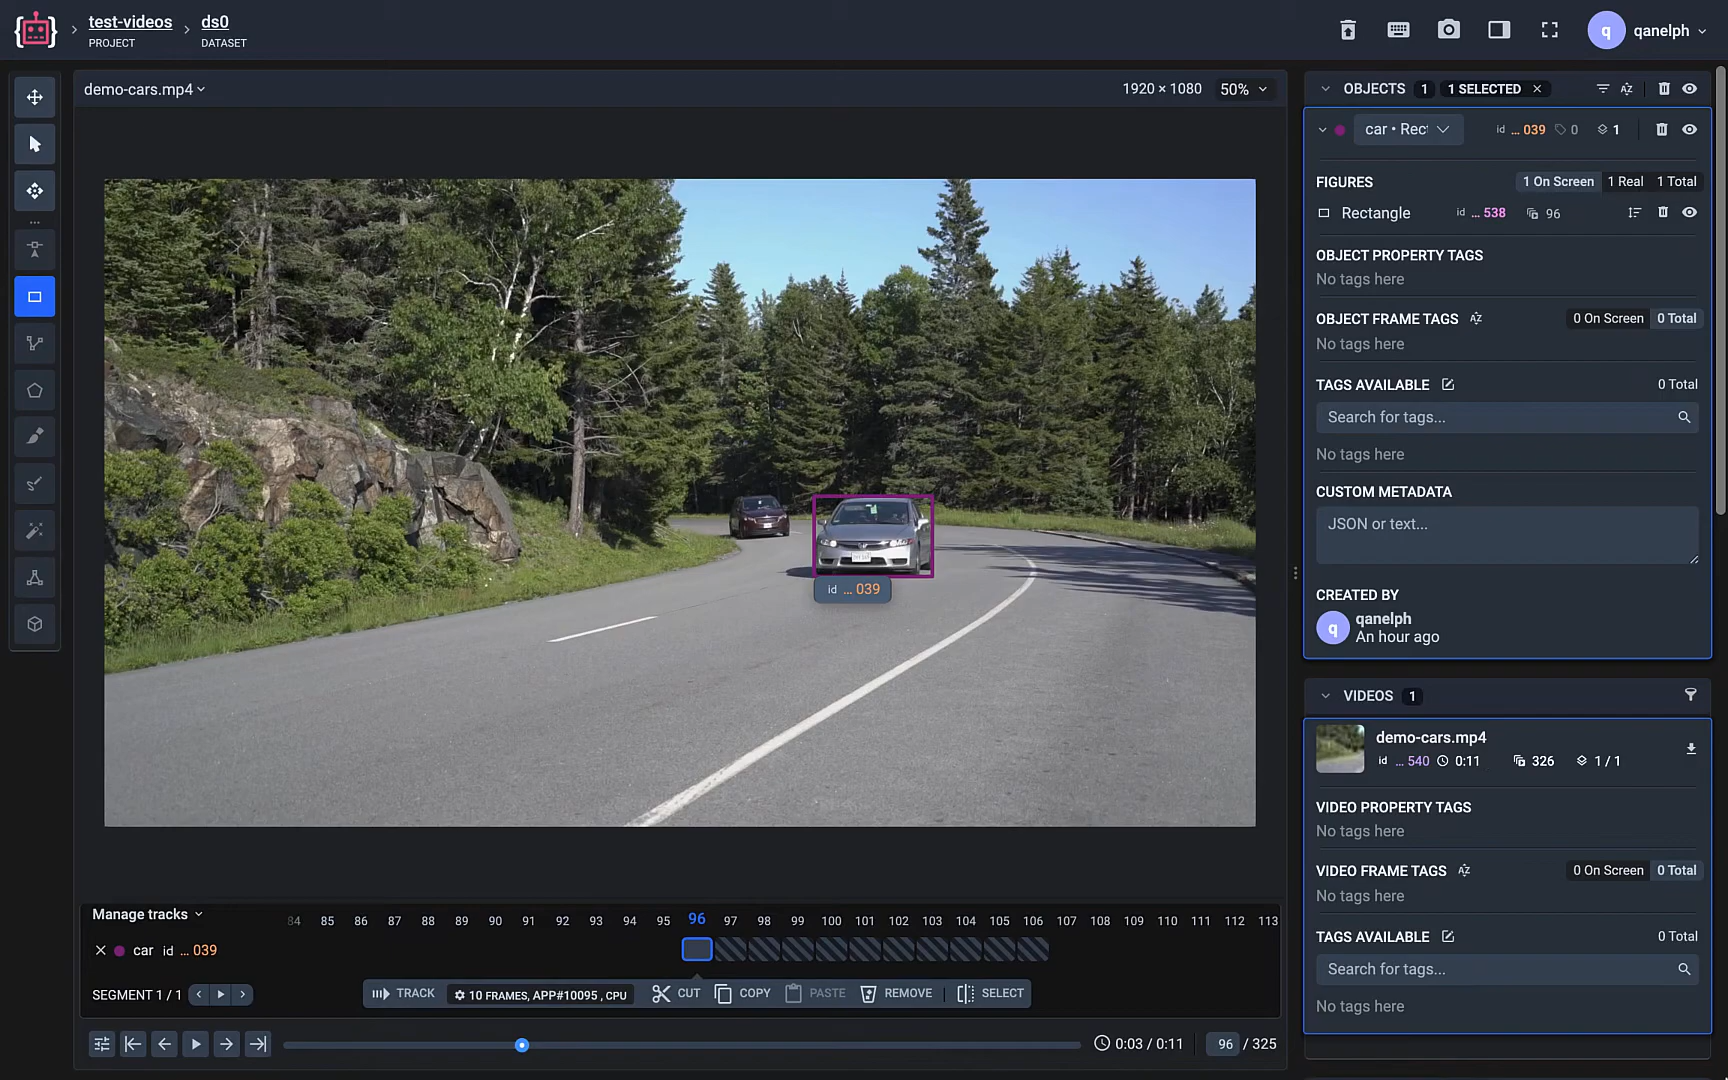 test-videos
PROJECT
ds0
DATASET
q
qanelph
demo-cars.mp4
1920 × 1080
50%
id ... 039
OBJECTS 1 1 SELECTED
car • Rect
id ... 039 0 1
FIGURES
1 On Screen 1 Real 1 Total
Rectangle id ... 538 96
OBJECT PROPERTY TAGS
No tags here
OBJECT FRAME TAGS
0 On Screen 0 Total
No tags here
TAGS AVAILABLE
0 Total
Search for tags...
No tags here
CUSTOM METADATA
JSON or text...
CREATED BY
q
qanelph
An hour ago
VIDEOS 1
demo-cars.mp4
id ... 540 0:11 326 1 / 1
VIDEO PROPERTY TAGS
No tags here
VIDEO FRAME TAGS
0 On Screen 0 Total
No tags here
TAGS AVAILABLE
0 Total
Search for tags...
No tags here
Manage tracks
84 85 86 87 88 89 90 91 92 93 94 95 96 97 98 99 100 101 102 103 104 105 106 107 108 109 110 111 112 113
car id ... 039
SEGMENT 1 / 1
TRACK
10 FRAMES, APP#10095 , CPU
CUT
COPY
PASTE
REMOVE
SELECT
0:03 / 0:11
96 / 325